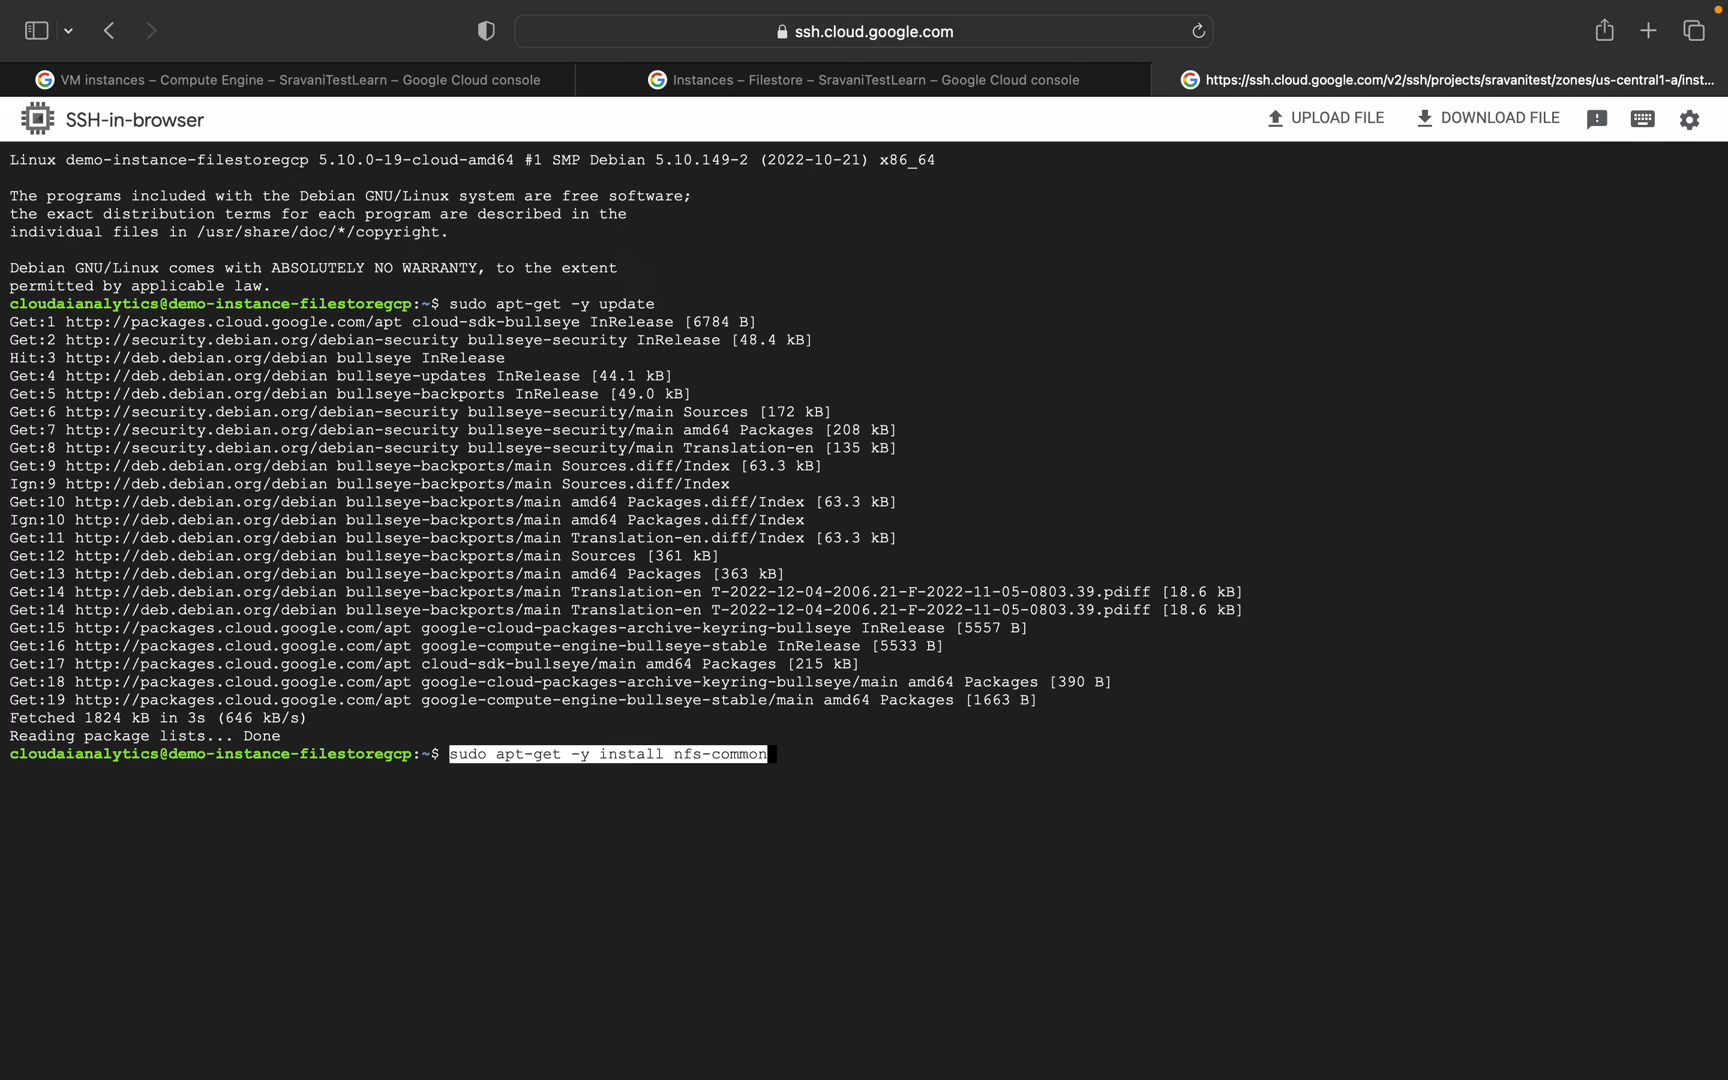 ssh.cloud.google.com
VM instances – Compute Engine – SravaniTestLearn – Google Cloud console
Instances – Filestore – SravaniTestLearn – Google Cloud console
https://ssh.cloud.google.com/v2/ssh/projects/sravanitest/zones/us-central1-a/inst...
SSH-in-browser
UPLOAD FILE
DOWNLOAD FILE
Linux demo-instance-filestoregcp 5.10.0-19-cloud-amd64 #1 SMP Debian 5.10.149-2 (2022-10-21) x86_64
The programs included with the Debian GNU/Linux system are free software;
the exact distribution terms for each program are described in the
individual files in /usr/share/doc/*/copyright.
Debian GNU/Linux comes with ABSOLUTELY NO WARRANTY, to the extent
permitted by applicable law.
cloudaianalytics@demo-instance-filestoregcp:~$ sudo apt-get -y update
Get:1 http://packages.cloud.google.com/apt cloud-sdk-bullseye InRelease [6784 B]
Get:2 http://security.debian.org/debian-security bullseye-security InRelease [48.4 kB]
Hit:3 http://deb.debian.org/debian bullseye InRelease
Get:4 http://deb.debian.org/debian bullseye-updates InRelease [44.1 kB]
Get:5 http://deb.debian.org/debian bullseye-backports InRelease [49.0 kB]
Get:6 http://security.debian.org/debian-security bullseye-security/main Sources [172 kB]
Get:7 http://security.debian.org/debian-security bullseye-security/main amd64 Packages [208 kB]
Get:8 http://security.debian.org/debian-security bullseye-security/main Translation-en [135 kB]
Get:9 http://deb.debian.org/debian bullseye-backports/main Sources.diff/Index [63.3 kB]
Ign:9 http://deb.debian.org/debian bullseye-backports/main Sources.diff/Index
Get:10 http://deb.debian.org/debian bullseye-backports/main amd64 Packages.diff/Index [63.3 kB]
Ign:10 http://deb.debian.org/debian bullseye-backports/main amd64 Packages.diff/Index
Get:11 http://deb.debian.org/debian bullseye-backports/main Translation-en.diff/Index [63.3 kB]
Get:12 http://deb.debian.org/debian bullseye-backports/main Sources [361 kB]
Get:13 http://deb.debian.org/debian bullseye-backports/main amd64 Packages [363 kB]
Get:14 http://deb.debian.org/debian bullseye-backports/main Translation-en T-2022-12-04-2006.21-F-2022-11-05-0803.39.pdiff [18.6 kB]
Get:14 http://deb.debian.org/debian bullseye-backports/main Translation-en T-2022-12-04-2006.21-F-2022-11-05-0803.39.pdiff [18.6 kB]
Get:15 http://packages.cloud.google.com/apt google-cloud-packages-archive-keyring-bullseye InRelease [5557 B]
Get:16 http://packages.cloud.google.com/apt google-compute-engine-bullseye-stable InRelease [5533 B]
Get:17 http://packages.cloud.google.com/apt cloud-sdk-bullseye/main amd64 Packages [215 kB]
Get:18 http://packages.cloud.google.com/apt google-cloud-packages-archive-keyring-bullseye/main amd64 Packages [390 B]
Get:19 http://packages.cloud.google.com/apt google-compute-engine-bullseye-stable/main amd64 Packages [1663 B]
Fetched 1824 kB in 3s (646 kB/s)
Reading package lists... Done
cloudaianalytics@demo-instance-filestoregcp:~$ sudo apt-get -y install nfs-common